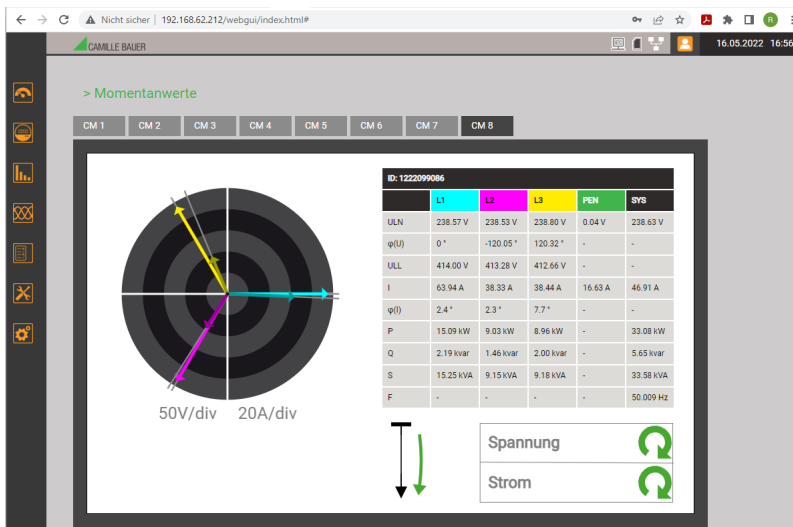 Nicht sicher | 192.168.62.212/webgui/index.html#
R
CAMILLE BAUER
16.05.2022 16:56
> Momentanwerte
CM 1 CM 2 CM 3 CM 4 CM 5 CM 6 CM 7 CM 8
ID: 1222099086
L1 L2 L3 PEN SYS
ULN 238.57 V 238.53 V 238.80 V 0.04 V 238.63 V
φ(U) 0 ° -120.05 ° 120.32 ° - -
ULL 414.00 V 413.28 V 412.66 V - -
I 63.94 A 38.33 A 38.44 A 16.63 A 46.91 A
φ(I) 2.4 ° 2.3 ° 7.7 ° - -
P 15.09 kW 9.03 kW 8.96 kW - 33.08 kW
Q 2.19 kvar 1.46 kvar 2.00 kvar - 5.65 kvar
S 15.25 kVA 9.15 kVA 9.18 kVA - 33.58 kVA
F - - - - 50.009 Hz
50V/div 20A/div
Spannung
Strom